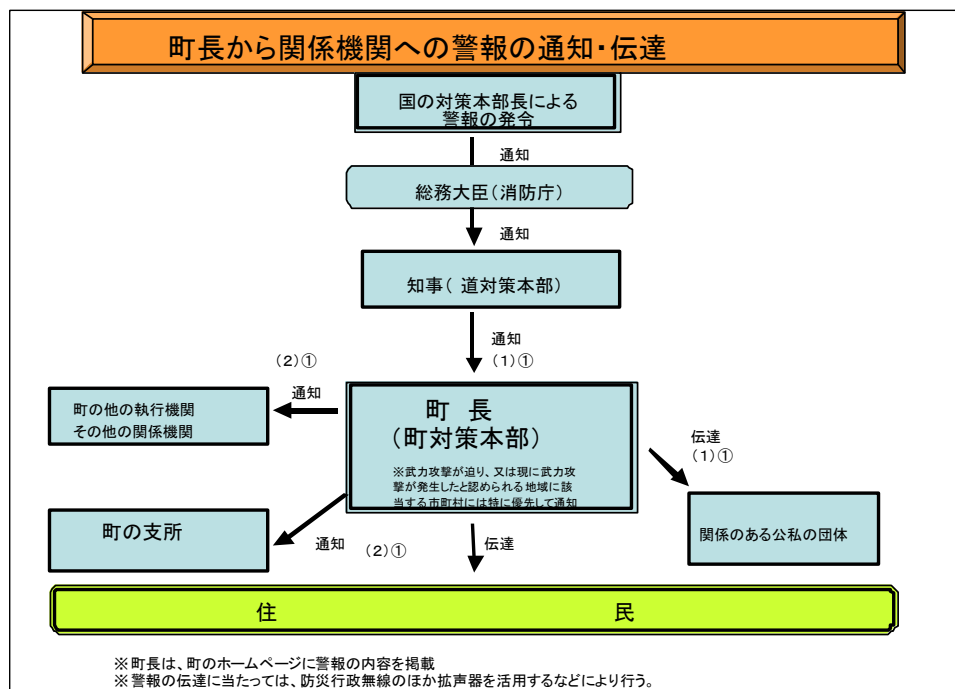 町長から関係機関への警報の通知・伝達
国の対策本部長による
警報の発令
通知
総務大臣（消防庁）
通知
知事（ 道対策本部）
通知
（１）①
（２）①
通知
町の他の執行機関
その他の関係機関
町 長
（町対策本部）
※武力攻撃が迫り、又は現に武力攻
撃が発生したと認められる地域に該
当する市町村には特に優先して通知
伝達
（１）①
関係のある公私の団体
町の支所
通知 （２）①
伝達
住 民
※町長は、町のホームページに警報の内容を掲載
※警報の伝達に当たっては、防災行政無線のほか拡声器を活用するなどにより行う。